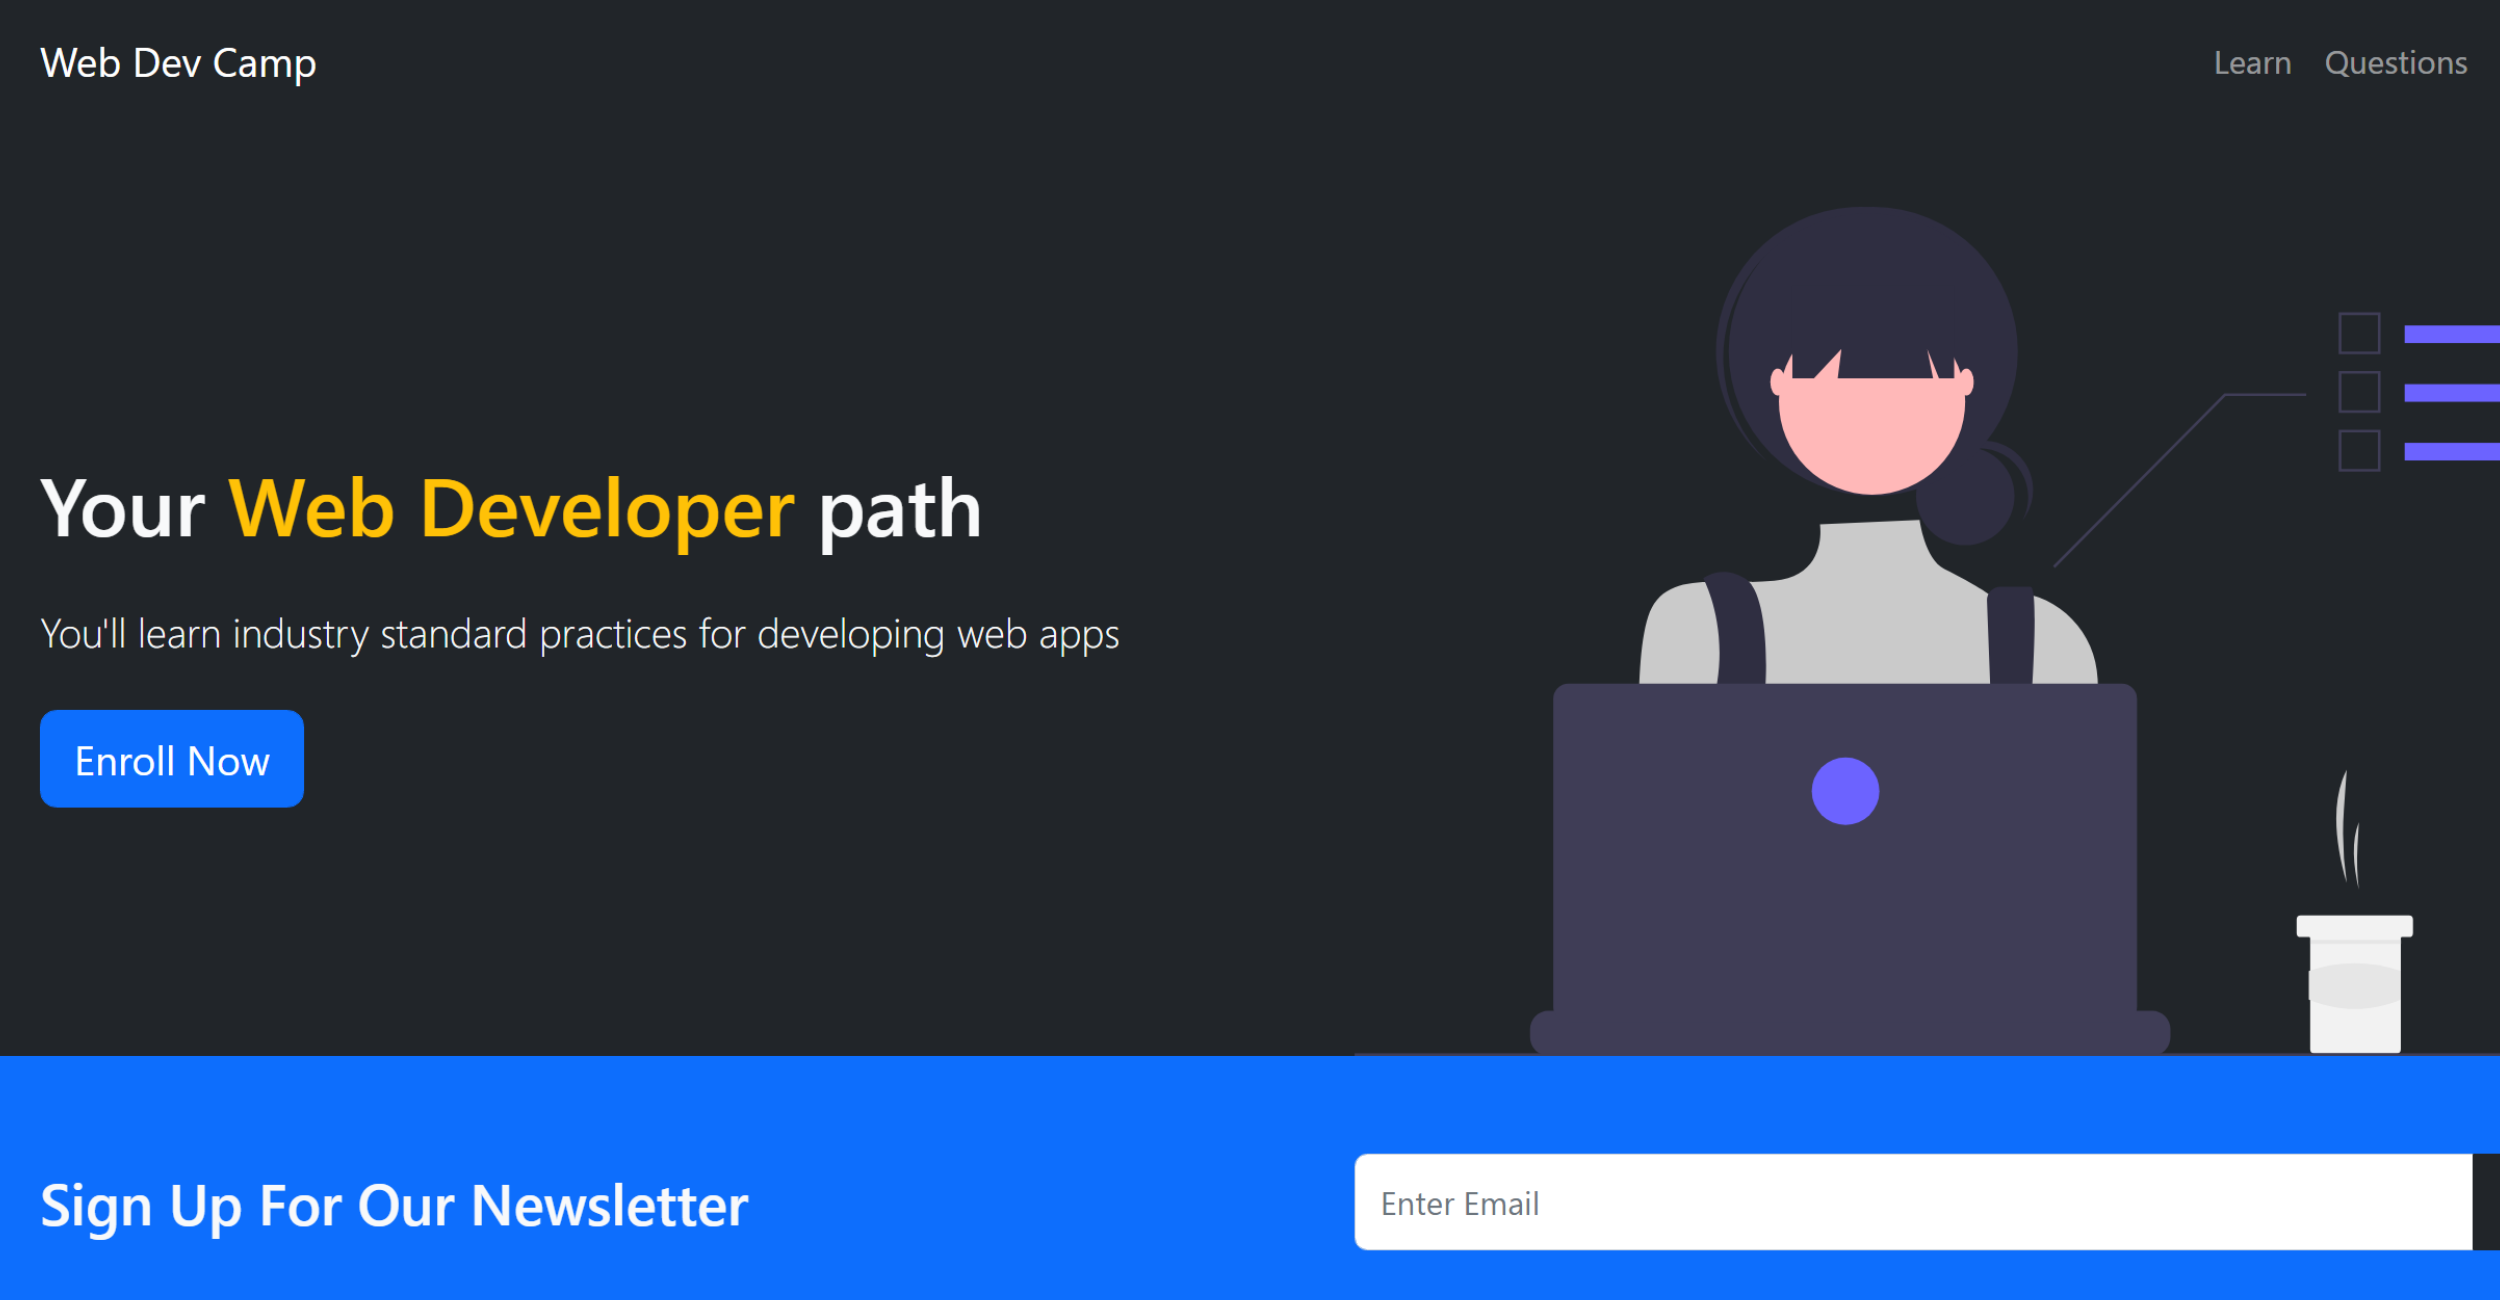 Web Dev Camp
Learn Questions
Your Web Developer path
You'll learn industry standard practices for developing web apps
Enroll Now
Sign Up For Our Newsletter
Enter Email